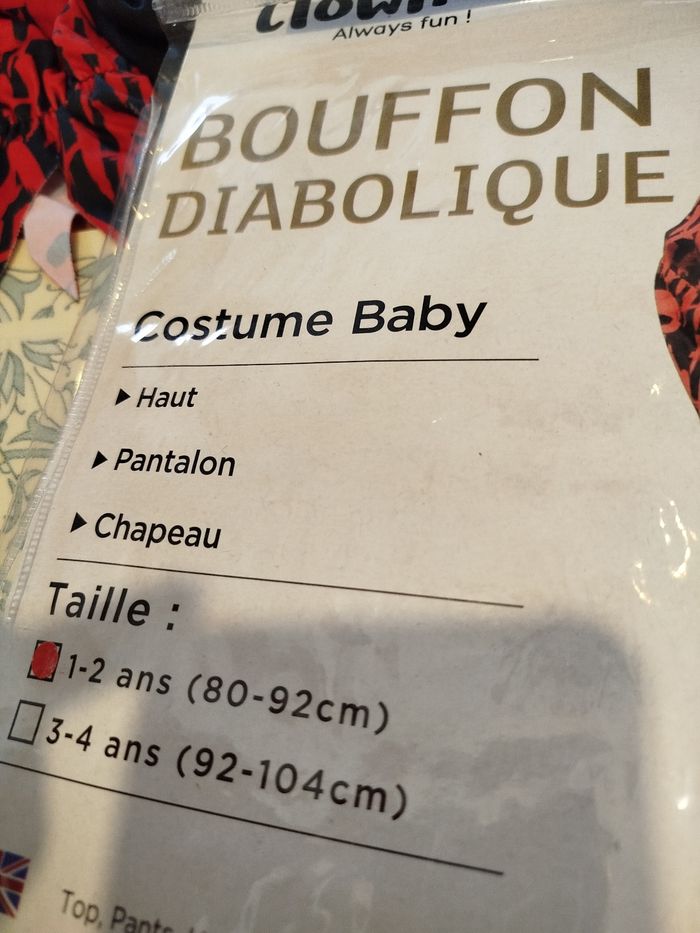 Always fun !
BOUFFON
DIABOLIQUE
Costume Baby
Haut
Pantalon
Chapeau
Taille :
1-2 ans (80-92cm)
3-4 ans (92-104cm)
Top, Pants,